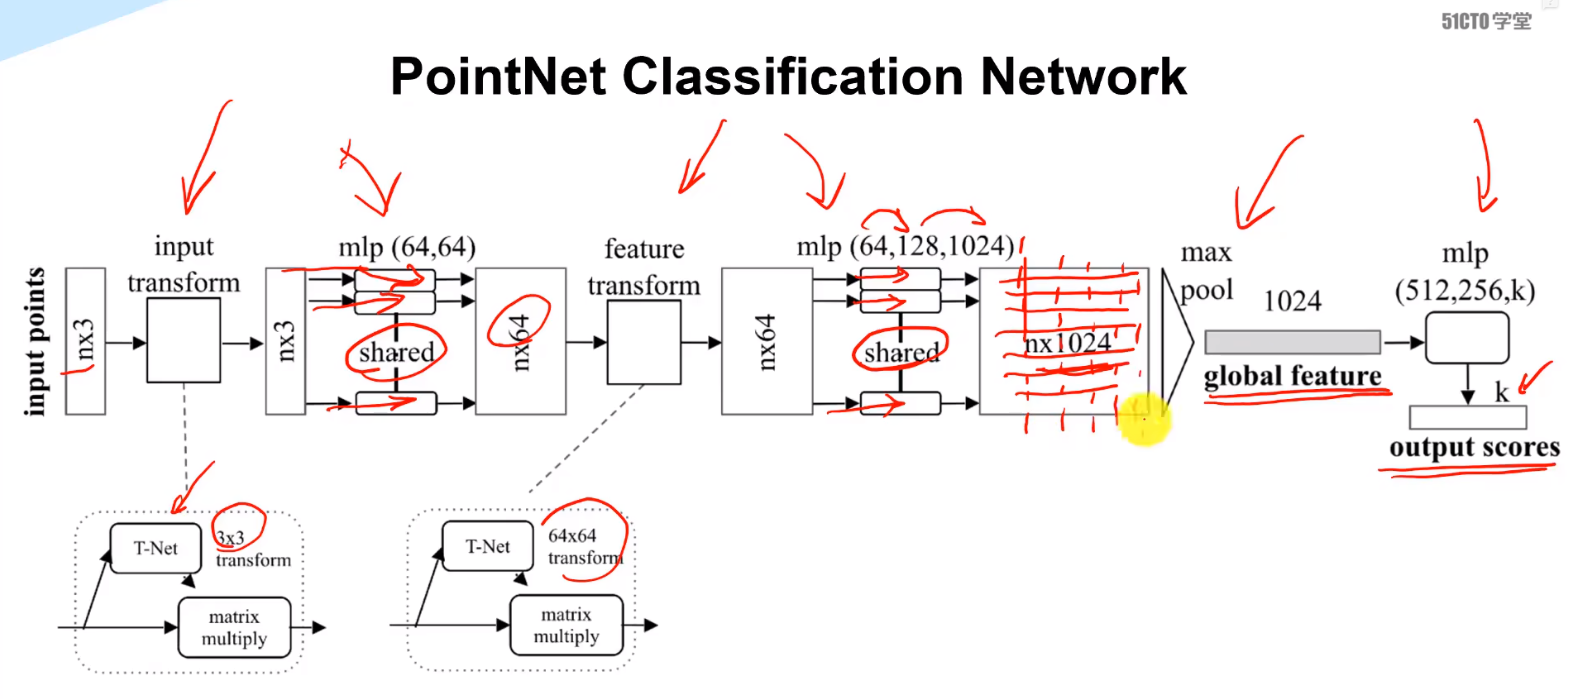 51CTO学堂
PointNet Classification Network
input points
nx3
input
transform
nx3
mlp (64,64)
shared
nx64
feature
transform
nx64
mlp (64,128,1024)
shared
nx1024
max
pool
1024
global feature
mlp
(512,256,k)
k
output scores
T-Net
3x3
transform
matrix
multiply
T-Net
64x64
transform
matrix
multiply